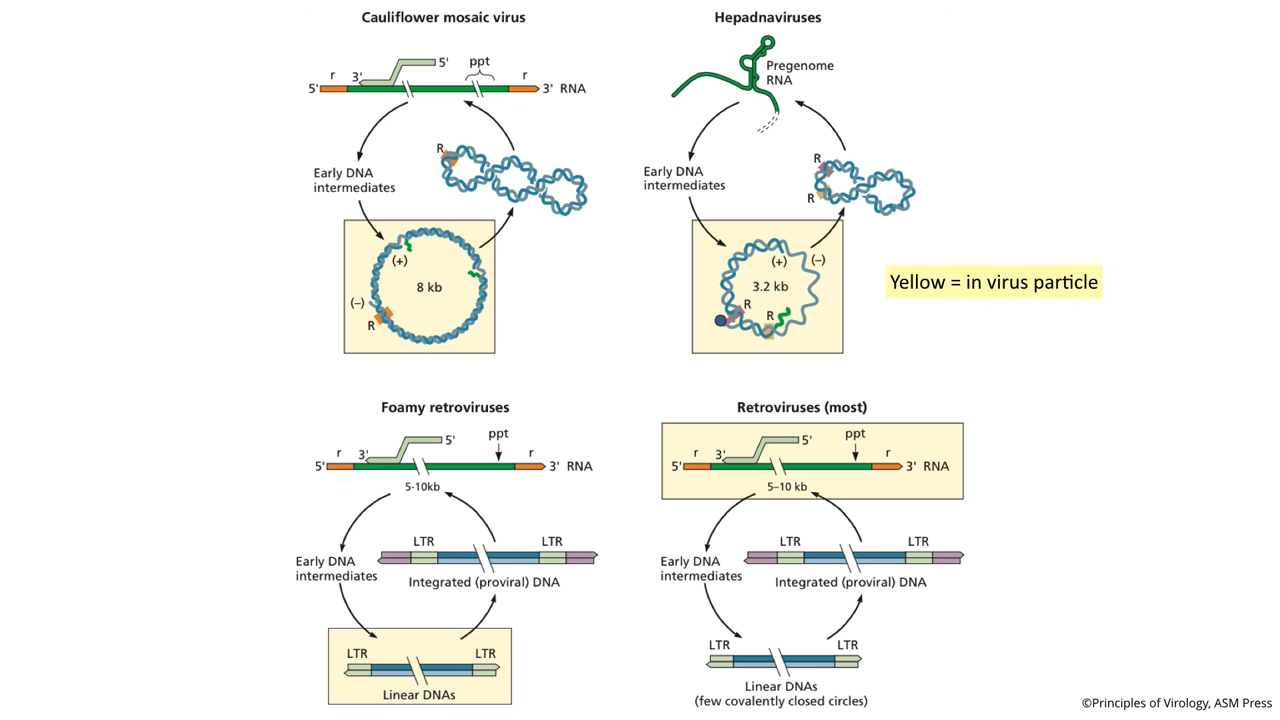 Cauliflower mosaic virus
5'
ppt
r
3'
r
5'
3' RNA
R
Early DNA
intermediates
(+)
8 kb
(–)
R
Hepadnaviruses
Pregenome
RNA
R
Early DNA
intermediates
R
(+)
(–)
3.2 kb
R
R
Yellow = in virus particle
Foamy retroviruses
5'
ppt
r
3'
r
5'
3' RNA
5-10kb
LTR
LTR
Early DNA
intermediates
Integrated (proviral) DNA
LTR
LTR
Linear DNAs
Retroviruses (most)
5'
ppt
r
3'
r
5'
3' RNA
5–10 kb
LTR
LTR
Early DNA
intermediates
Integrated (proviral) DNA
LTR
LTR
Linear DNAs
(few covalently closed circles)
©Principles of Virology, ASM Press